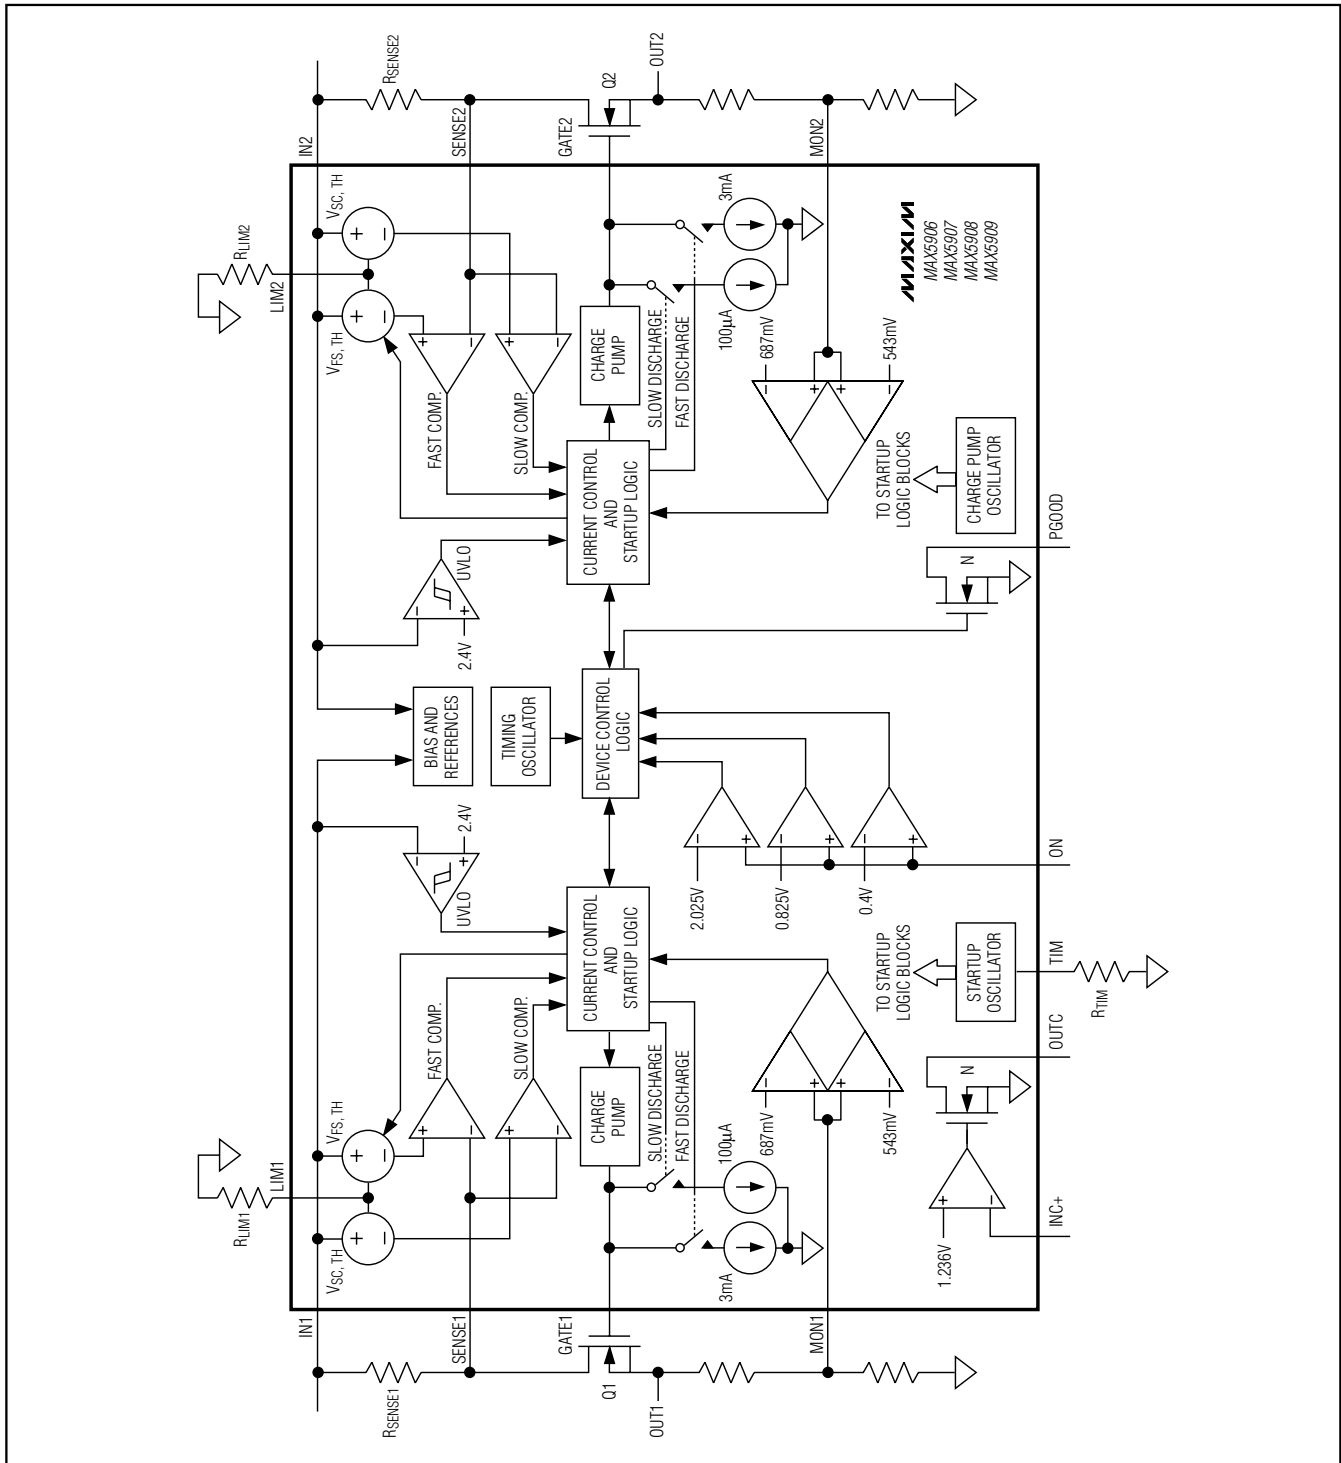 RSENSE2
OUT2
Q2
IN2
SENSE2
GATE2
MON2
RLIM2
LIM2
VSC, TH
VFS, TH
+
−
+
−
+
−
+
−
FAST COMP.
SLOW COMP.
CHARGE
PUMP
SLOW DISCHARGE
FAST DISCHARGE
3mA
100µA
687mV
543mV
−
+
+
−
MAXIM
MAX5906
MAX5907
MAX5908
MAX5909
CURRENT CONTROL
AND
STARTUP LOGIC
TO STARTUP
LOGIC BLOCKS
CHARGE PUMP
OSCILLATOR
UVLO
−
+
2.4V
N
PGOOD
BIAS AND
REFERENCES
TIMING
OSCILLATOR
DEVICE CONTROL
LOGIC
2.4V
−
+
UVLO
−
+
−
+
−
+
2.025V
0.825V
0.4V
ON
CURRENT CONTROL
AND
STARTUP LOGIC
TO STARTUP
LOGIC BLOCKS
STARTUP
OSCILLATOR
TIM
RTIM
FAST COMP.
SLOW COMP.
VFS, TH
+
−
+
−
+
−
+
−
VSC, TH
RLIM1
LIM1
CHARGE
PUMP
SLOW DISCHARGE
FAST DISCHARGE
100µA
3mA
687mV
543mV
−
+
+
−
N
OUTC
+
−
1.236V
INC+
IN1
SENSE1
GATE1
MON1
RSENSE1
Q1
OUT1